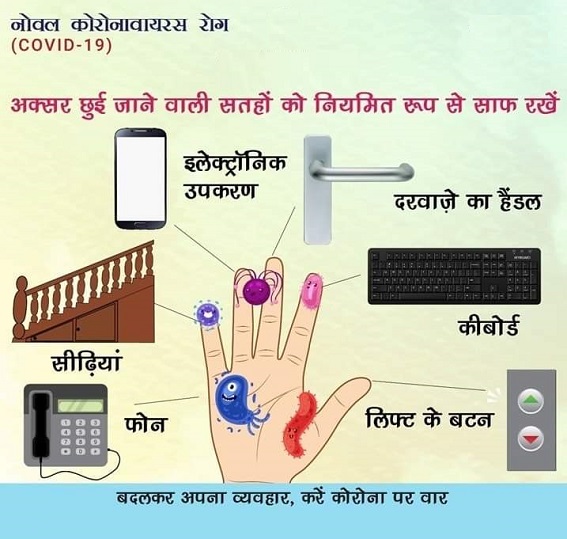 नोवल कोरोनावायरस रोग
(COVID-19)
अक्सर छुई जाने वाली सतहों को नियमित रूप से साफ रखें
इलेक्ट्रॉनिक
उपकरण
दरवाज़े का हैंडल
कीबोर्ड
सीढ़ियां
फोन
लिफ्ट के बटन
बदलकर अपना व्यवहार, करें कोरोना पर वार